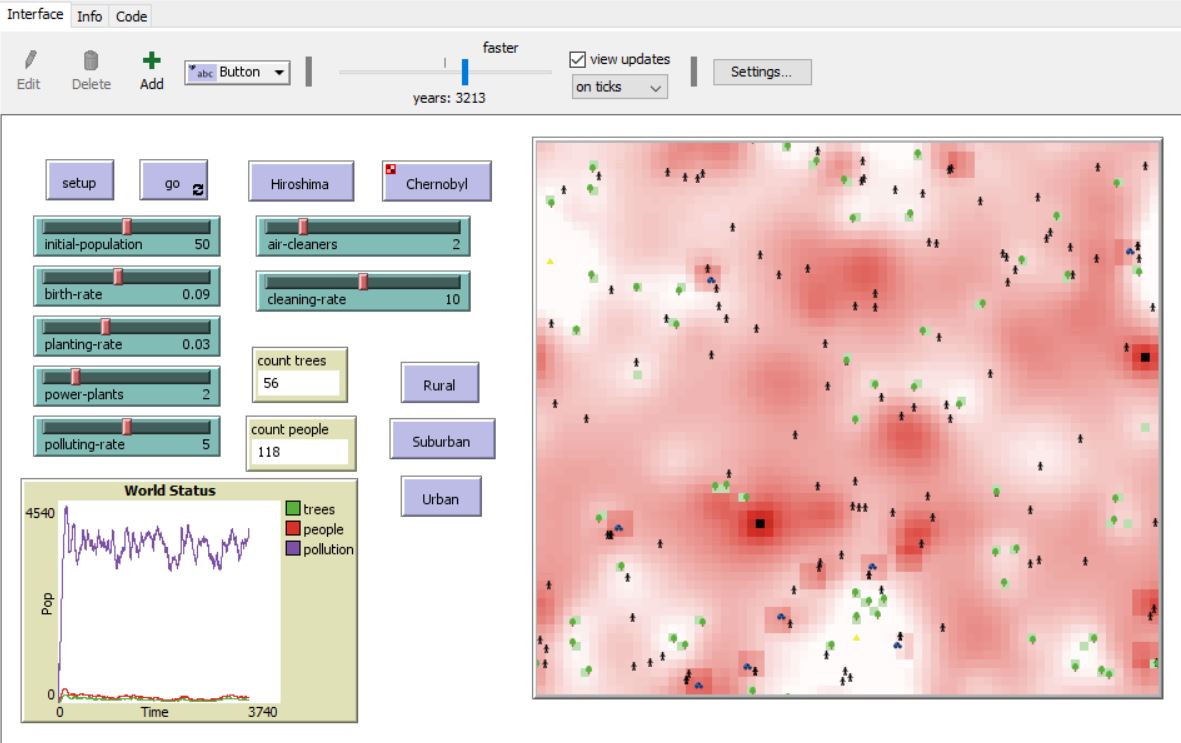 Interface Info Code
Edit Delete Add abc Button faster years: 3213 view updates on ticks Settings...
setup go Hiroshima Chernobyl
initial-population 50
air-cleaners 2
birth-rate 0.09
cleaning-rate 10
planting-rate 0.03
count trees
56
power-plants 2
Rural
polluting-rate 5
count people
118
Suburban
Urban
World Status
4540
Pop
0
0 Time 3740
trees
people
pollution